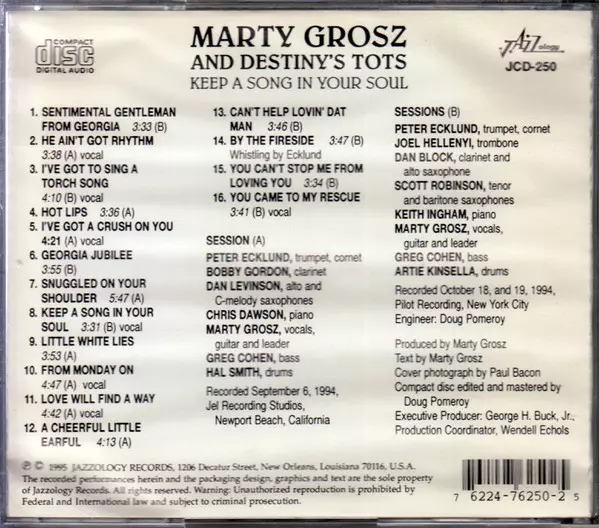 COMPACT
disc
DIGITAL AUDIO
MARTY GROSZ
AND DESTINY'S TOTS
KEEP A SONG IN YOUR SOUL
JAZZology
JCD-250
1. SENTIMENTAL GENTLEMAN
FROM GEORGIA 3:33 (B)
2. HE AIN'T GOT RHYTHM
3:38 (A) vocal
3. I'VE GOT TO SING A
TORCH SONG
4:10 (B) vocal
4. HOT LIPS 3:36 (A)
5. I'VE GOT A CRUSH ON YOU
4:21 (A) vocal
6. GEORGIA JUBILEE
3:55 (B)
7. SNUGGLED ON YOUR
SHOULDER 5:47 (A)
8. KEEP A SONG IN YOUR
SOUL 3:31 (B) vocal
9. LITTLE WHITE LIES
3:53 (A)
10. FROM MONDAY ON
4:47 (A) vocal
11. LOVE WILL FIND A WAY
4:42 (A) vocal
12. A CHEERFUL LITTLE
EARFUL 4:13 (A)
13. CAN'T HELP LOVIN' DAT
MAN 3:46 (B)
14. BY THE FIRESIDE 3:47 (B)
Whistling by Ecklund
15. YOU CAN'T STOP ME FROM
LOVING YOU 3:34 (B)
16. YOU CAME TO MY RESCUE
3:41 (B) vocal
SESSION (A)
PETER ECKLUND, trumpet, cornet
BOBBY GORDON, clarinet
DAN LEVINSON, alto and
C-melody saxophones
CHRIS DAWSON, piano
MARTY GROSZ, vocals,
guitar and leader
GREG COHEN, bass
HAL SMITH, drums
Recorded September 6, 1994,
Jel Recording Studios,
Newport Beach, California
SESSIONS (B)
PETER ECKLUND, trumpet, cornet
JOEL HELLENYI, trombone
DAN BLOCK, clarinet and
alto saxophone
SCOTT ROBINSON, tenor
and baritone saxophones
KEITH INGHAM, piano
MARTY GROSZ, vocals,
guitar and leader
GREG COHEN, bass
ARTIE KINSELLA, drums
Recorded October 18, and 19, 1994,
Pilot Recording, New York City
Engineer: Doug Pomeroy
Produced by Marty Grosz
Text by Marty Grosz
Cover photograph by Paul Bacon
Compact disc edited and mastered by
Doug Pomeroy
Executive Producer: George H. Buck, Jr.,
Production Coordinator, Wendell Echols
℗ © 1995 JAZZOLOGY RECORDS, 1206 Decatur Street, New Orleans, Louisiana 70116, U.S.A.
The recorded performances herein and the packaging design, graphics and text are the sole property
of Jazzology Records. All rights reserved. Warning: Unauthorized reproduction is prohibited by
Federal and International law and subject to criminal prosecution.
7 76224-76250-2 5